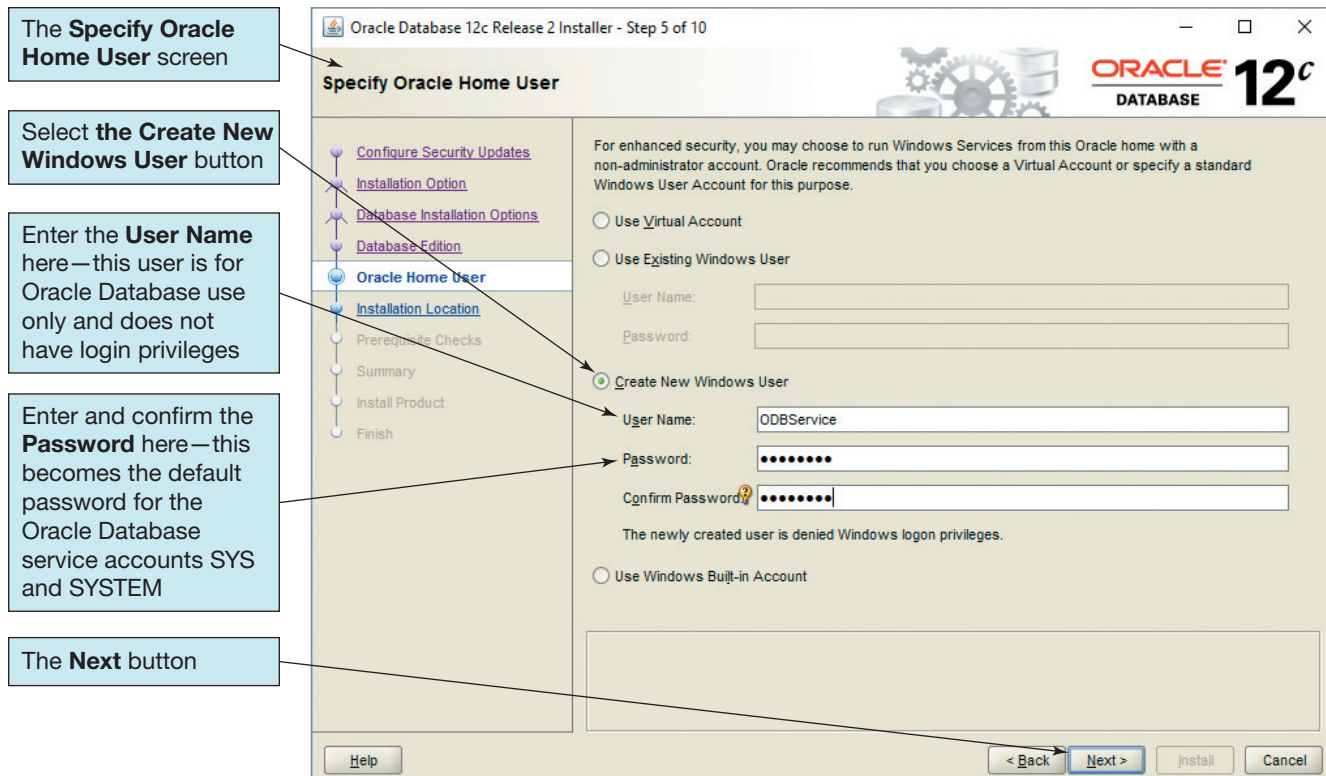 The Specify Oracle
Home User screen
Select the Create New
Windows User button
Enter the User Name
here—this user is for
Oracle Database use
only and does not
have login privileges
Enter and confirm the
Password here—this
becomes the default
password for the
Oracle Database
service accounts SYS
and SYSTEM
The Next button
Oracle Database 12c Release 2 Installer - Step 5 of 10
Specify Oracle Home User
ORACLE
DATABASE
12c
Configure Security Updates
Installation Option
Database Installation Options
Database Edition
Oracle Home User
Installation Location
Prerequisite Checks
Summary
Install Product
Finish
For enhanced security, you may choose to run Windows Services from this Oracle home with a
non-administrator account. Oracle recommends that you choose a Virtual Account or specify a standard
Windows User Account for this purpose.
Use Virtual Account
Use Existing Windows User
User Name:
Password:
Create New Windows User
User Name: ODBService
Password: ●●●●●●●●
Confirm Password: ●●●●●●●●
The newly created user is denied Windows logon privileges.
Use Windows Built-in Account
Help
< Back
Next >
Install
Cancel